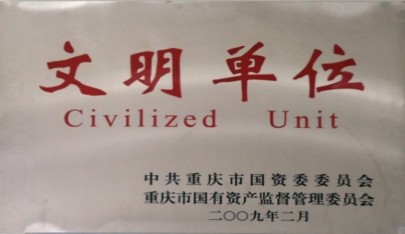 文明单位
Civilized Unit
中共重庆市国资委委员会
重庆市国有资产监督管理委员会
二〇〇九年二月